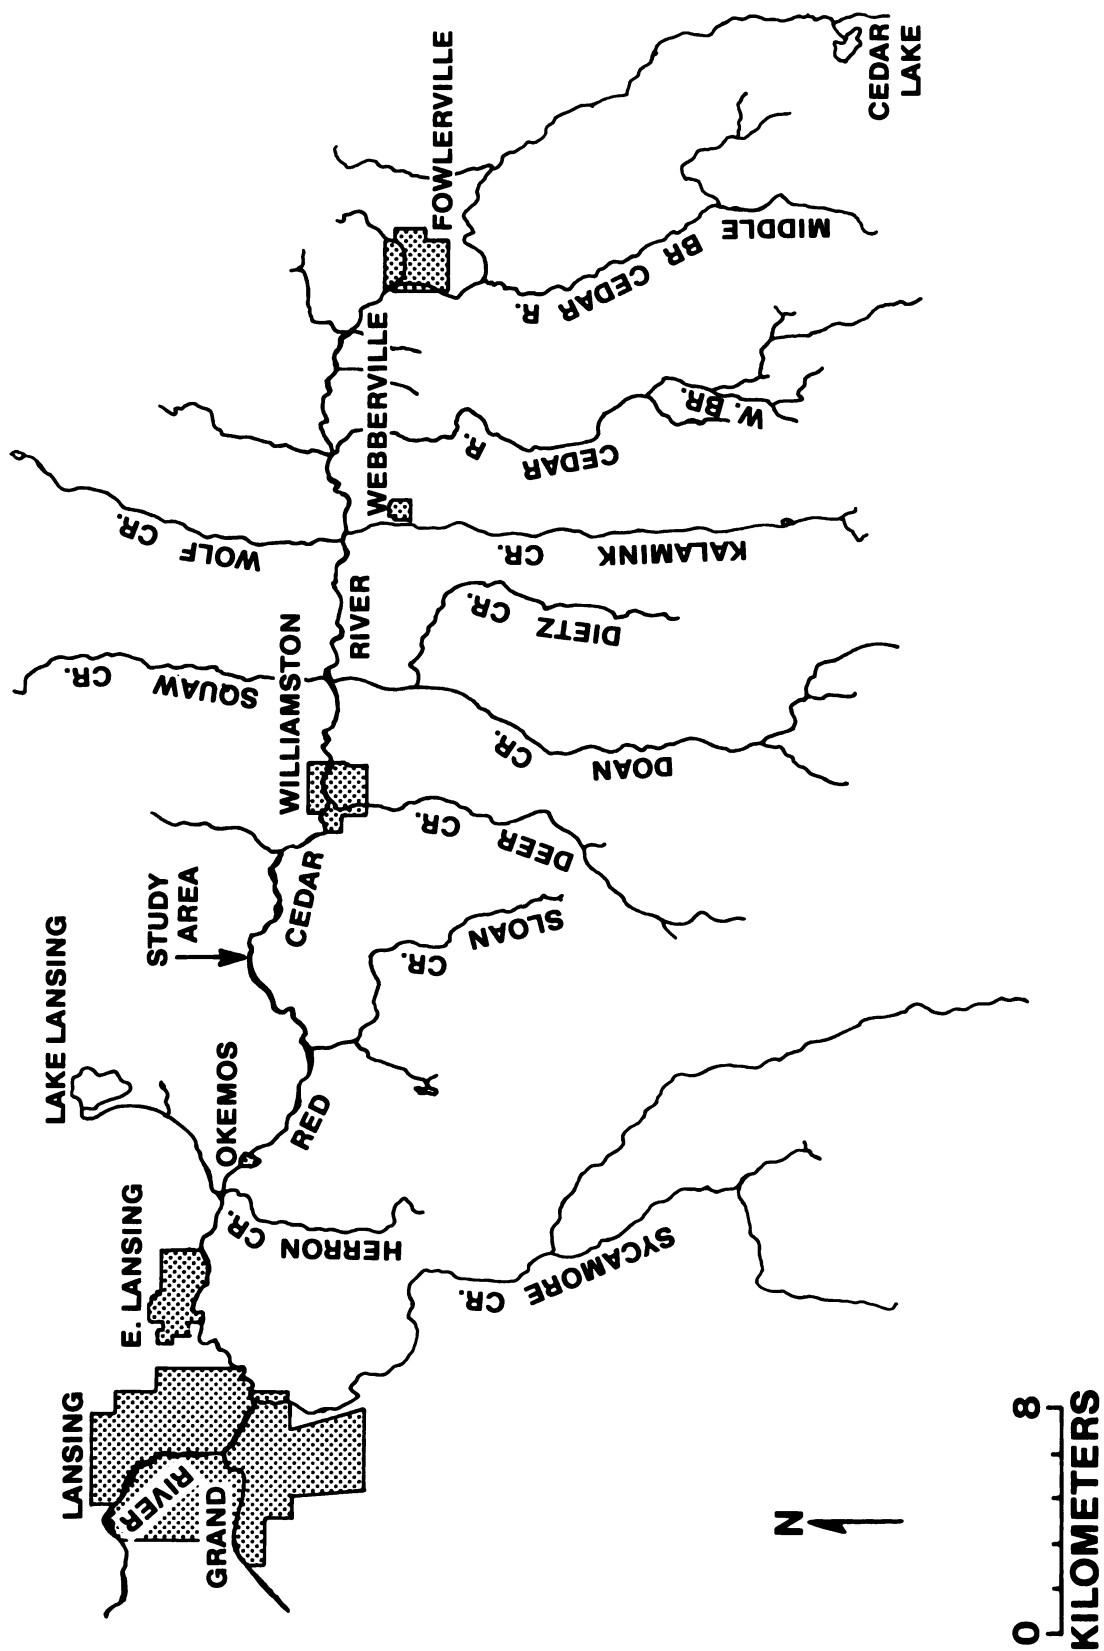 LANSING
E. LANSING
LAKE LANSING
OKEMOS
STUDY
AREA
WILLIAMSTON
WEBBERVILLE
FOWLERVILLE
CEDAR
LAKE
GRAND
RIVER
RED
CEDAR
RIVER
HERRON
CR.
SYCAMORE
CR.
SLOAN
CR.
DEER
CR.
DOAN
CR.
DIETZ
CR.
SQUAW
CR.
WOLF
CR.
KALAMINK
CR.
W. BR.
CEDAR
R.
MIDDLE
BR
CEDAR
R.
N
0 8
KILOMETERS